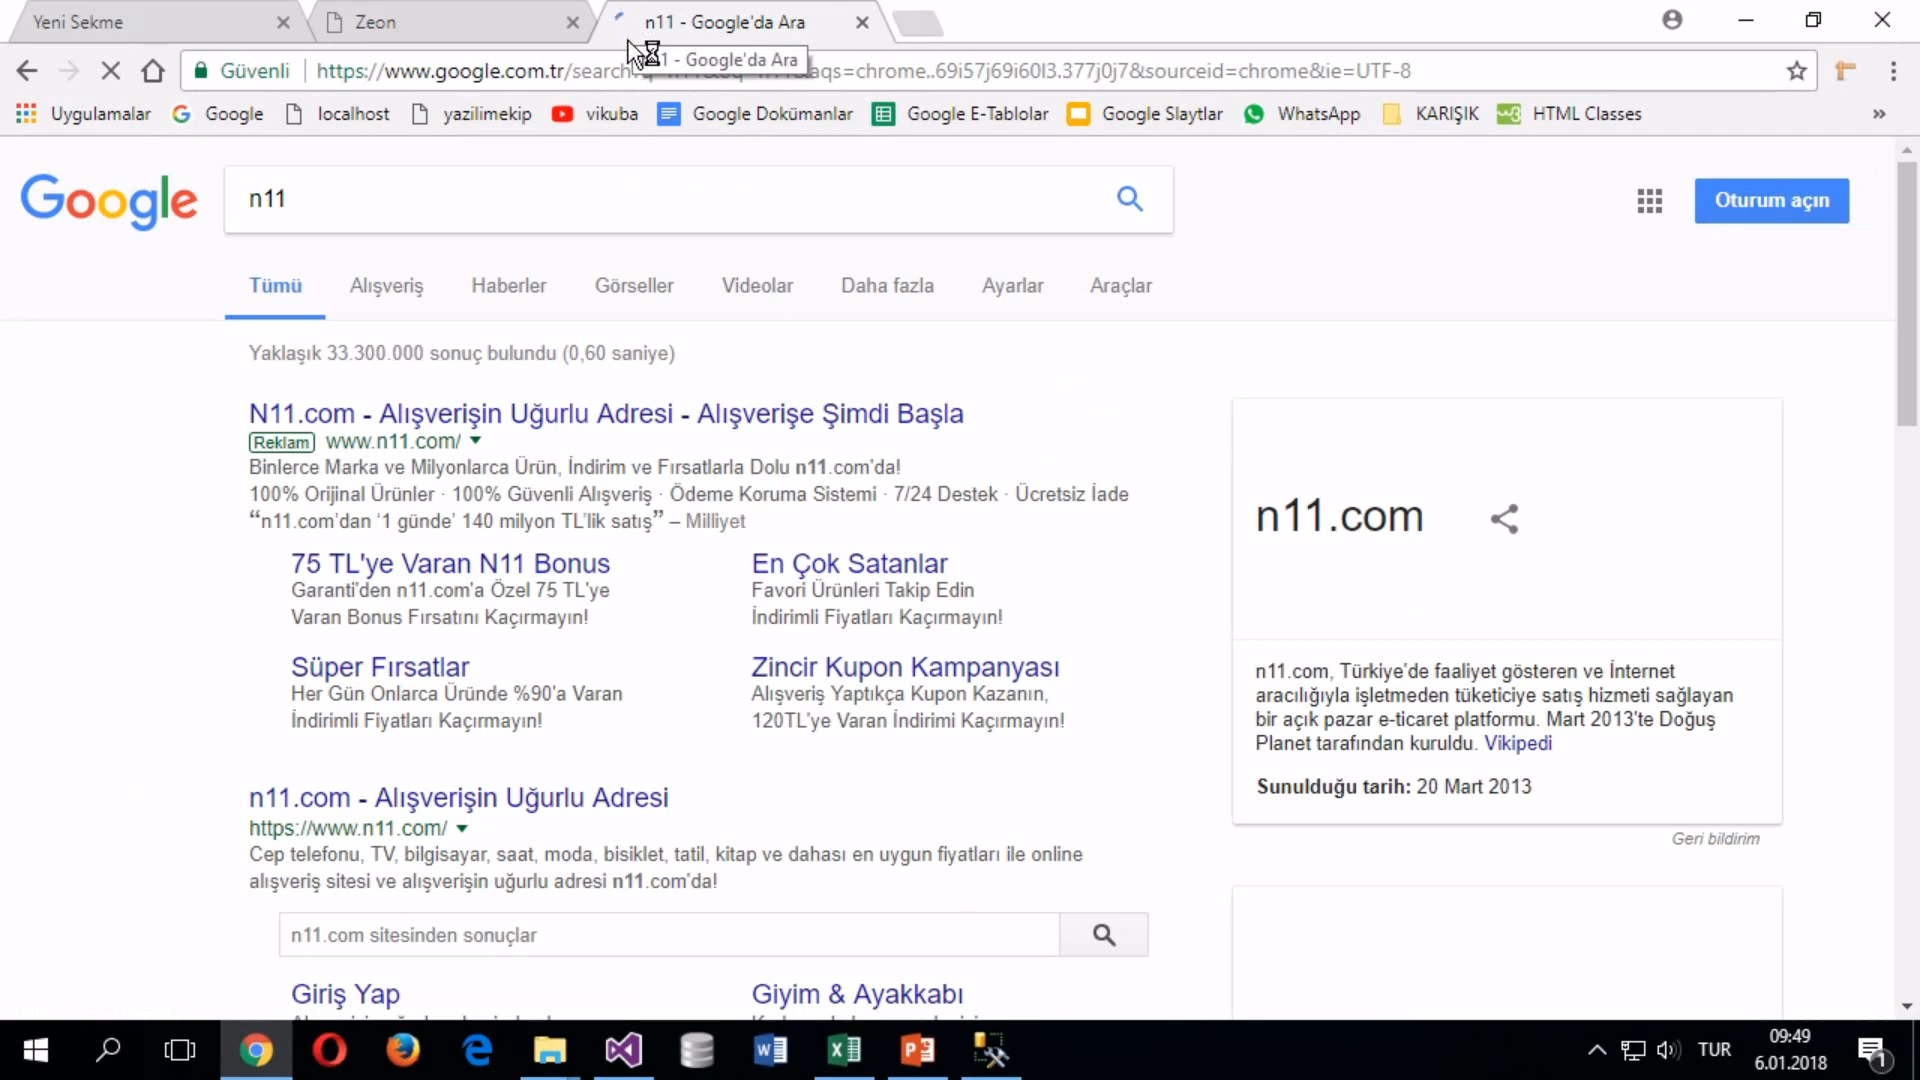 Yeni Sekme
Zeon
n11 - Google'da Ara
Güvenli
https://www.google.com.tr/search
1 - Google'da Ara
aqs=chrome..69i57j69i60l3.377j0j7&sourceid=chrome&ie=UTF-8
Uygulamalar
Google
localhost
yazilimekip
vikuba
Google Dokümanlar
Google E-Tablolar
Google Slaytlar
WhatsApp
KARIŞIK
HTML Classes
»
Google
n11
Oturum açın
Tümü
Alışveriş
Haberler
Görseller
Videolar
Daha fazla
Ayarlar
Araçlar
Yaklaşık 33.300.000 sonuç bulundu (0,60 saniye)
N11.com - Alışverişin Uğurlu Adresi - Alışverişe Şimdi Başla
Reklam www.n11.com/
Binlerce Marka ve Milyonlarca Ürün, İndirim ve Fırsatlarla Dolu n11.com'da!
100% Orijinal Ürünler · 100% Güvenli Alışveriş · Ödeme Koruma Sistemi · 7/24 Destek · Ücretsiz İade
“n11.com’dan ‘1 günde’ 140 milyon TL’lik satış” – Milliyet
75 TL'ye Varan N11 Bonus
Garanti'den n11.com'a Özel 75 TL'ye
Varan Bonus Fırsatını Kaçırmayın!
En Çok Satanlar
Favori Ürünleri Takip Edin
İndirimli Fiyatları Kaçırmayın!
Süper Fırsatlar
Her Gün Onlarca Üründe %90'a Varan
İndirimli Fiyatları Kaçırmayın!
Zincir Kupon Kampanyası
Alışveriş Yaptıkça Kupon Kazanın,
120TL'ye Varan İndirimi Kaçırmayın!
n11.com - Alışverişin Uğurlu Adresi
https://www.n11.com/
Cep telefonu, TV, bilgisayar, saat, moda, bisiklet, tatil, kitap ve dahası en uygun fiyatları ile online
alışveriş sitesi ve alışverişin uğurlu adresi n11.com'da!
n11.com sitesinden sonuçlar
Giriş Yap
Giyim & Ayakkabı
n11.com
n11.com, Türkiye'de faaliyet gösteren ve İnternet
aracılığıyla işletmeden tüketiciye satış hizmeti sağlayan
bir açık pazar e-ticaret platformu. Mart 2013'te Doğuş
Planet tarafından kuruldu. Vikipedi
Sunulduğu tarih: 20 Mart 2013
Geri bildirim
TUR
09:49
6.01.2018
1